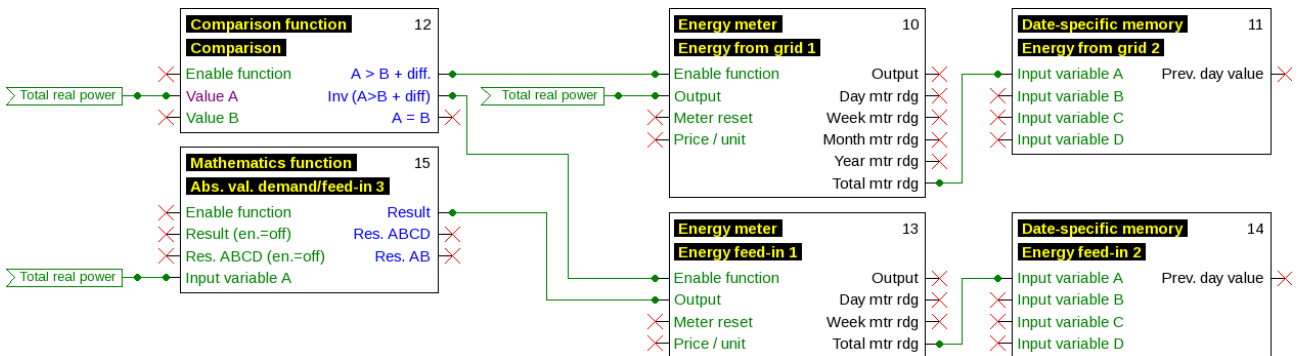 Comparison function 12
Comparison
Enable function A > B + diff.
Total real power Value A Inv (A>B + diff)
Value B A = B
Mathematics function 15
Abs. val. demand/feed-in 3
Enable function Result
Result (en.=off) Res. ABCD
Res. ABCD (en.=off) Res. AB
Total real power Input variable A
Energy meter 10
Energy from grid 1
Enable function Output
Total real power Output Day mtr rdg
Meter reset Week mtr rdg
Price / unit Month mtr rdg
Year mtr rdg
Total mtr rdg
Date-specific memory 11
Energy from grid 2
Input variable A Prev. day value
Input variable B
Input variable C
Input variable D
Energy meter 13
Energy feed-in 1
Enable function Output
Output Day mtr rdg
Meter reset Week mtr rdg
Price / unit Total mtr rdg
Date-specific memory 14
Energy feed-in 2
Input variable A Prev. day value
Input variable B
Input variable C
Input variable D